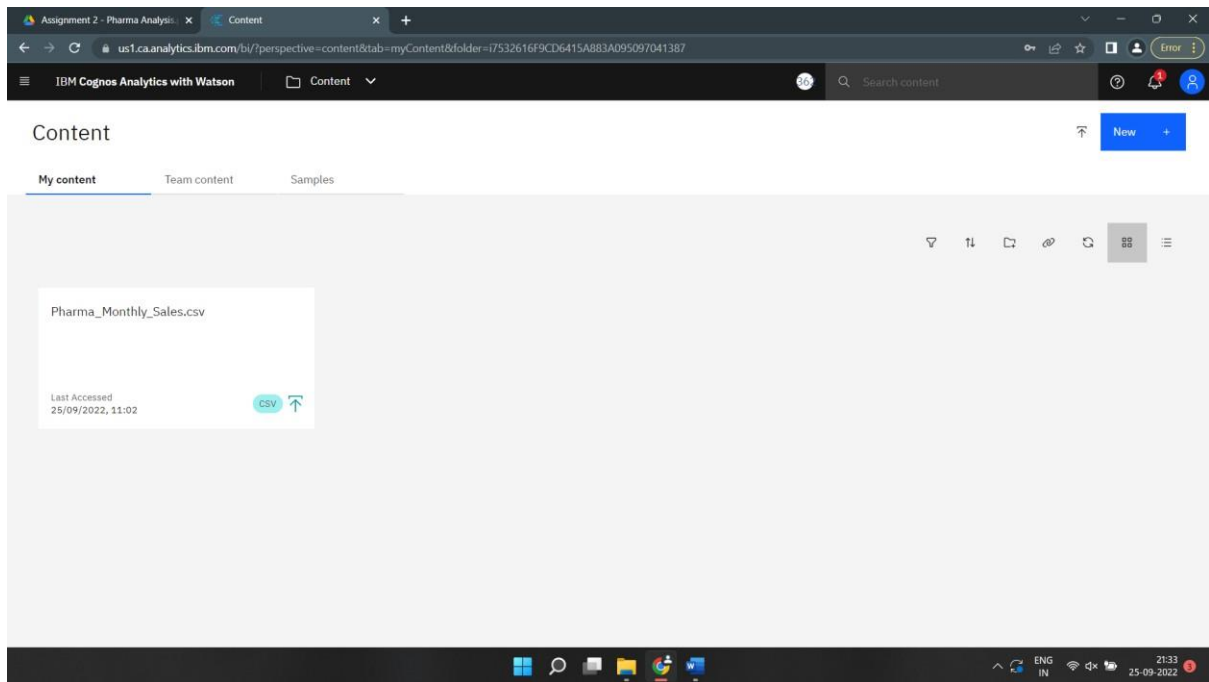 Assignment 2 - Pharma Analysis.
Content
us1.ca.analytics.ibm.com/bi/?perspective=content&tab=myContent&folder=i7532616F9CD6415A883A095097041387
Error
IBM Cognos Analytics with Watson
Content
Search content
1
Content
New +
My content Team content Samples
Pharma_Monthly_Sales.csv
Last Accessed
25/09/2022, 11:02
CSV
ENG
IN
21:33
25-09-2022
3